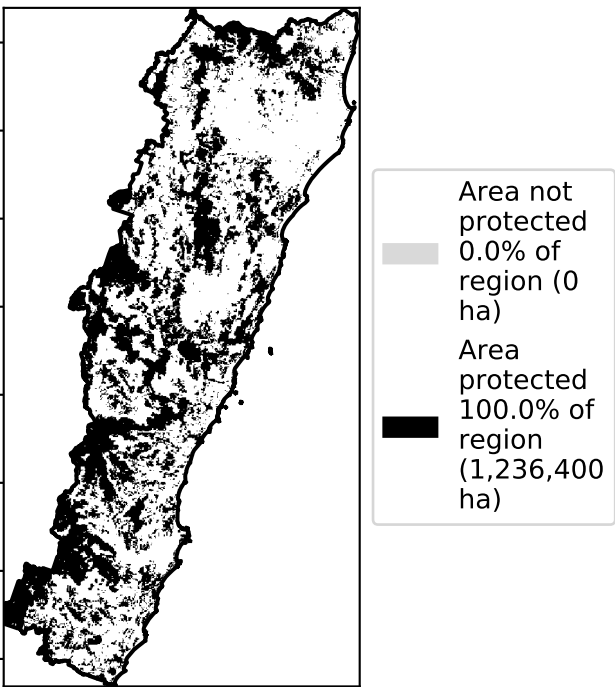 Area not
protected
0.0% of
region (0
ha)
Area
protected
100.0% of
region
(1,236,400
ha)